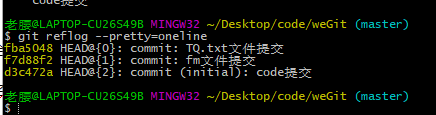 code提交
老腰@LAPTOP-CU26S49B MINGW32 ~/Desktop/code/weGit (master)
$ git reflog --pretty=oneline
fba5048 HEAD@{0}: commit: TQ.txt文件提交
f7d88f2 HEAD@{1}: commit: fm文件提交
d3c472a HEAD@{2}: commit (initial): code提交
老腰@LAPTOP-CU26S49B MINGW32 ~/Desktop/code/weGit (master)
$